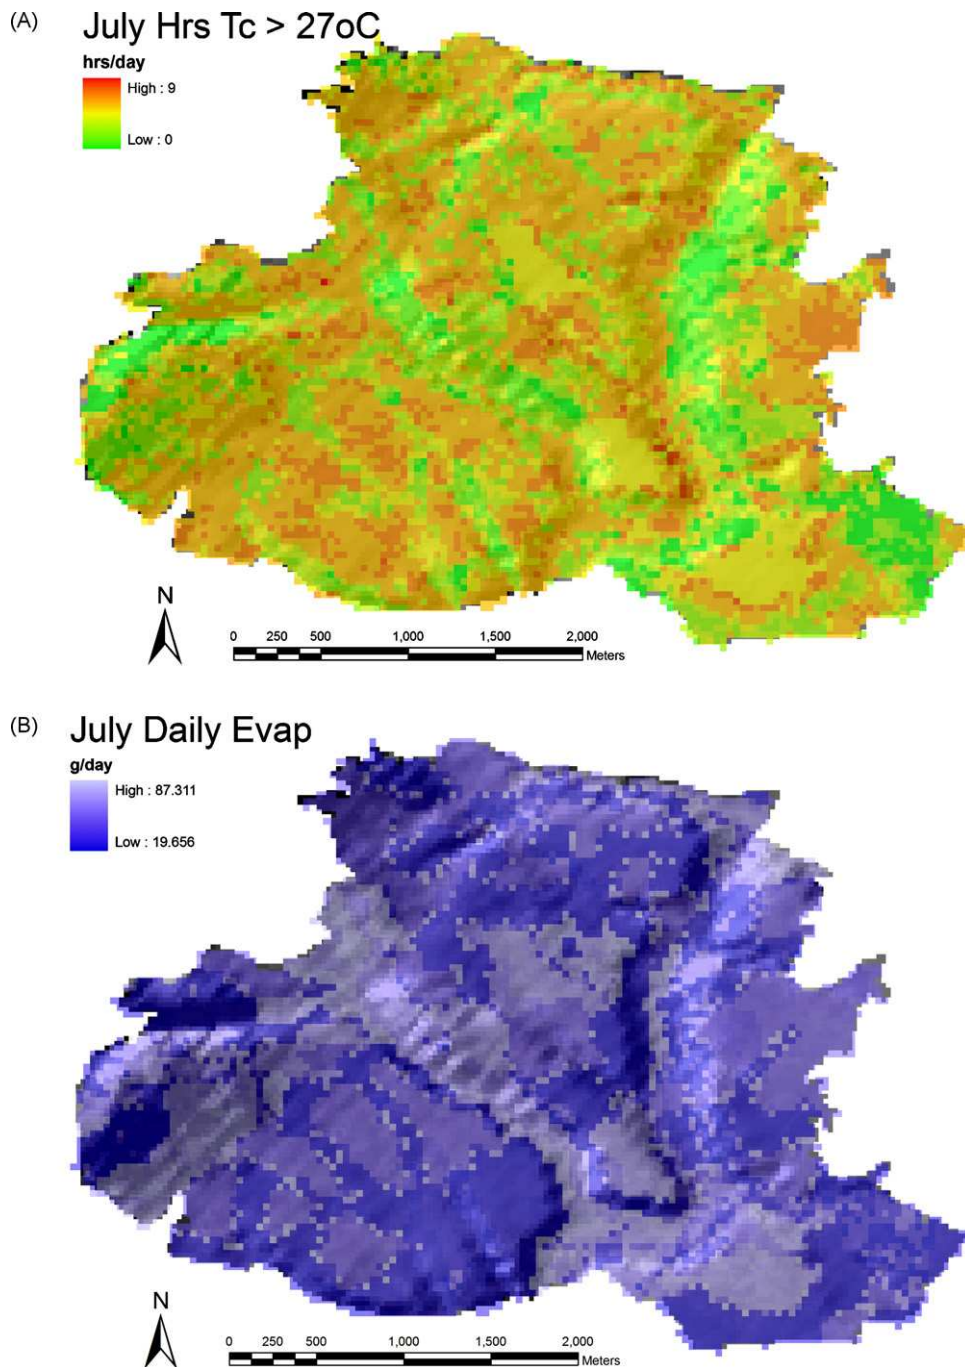 (A) July Hrs Tc > 27oC
hrs/day
High : 9
Low : 0
N
0 250 500 1,000 1,500 2,000
Meters
(B) July Daily Evap
g/day
High : 87.311
Low : 19.656
N
0 250 500 1,000 1,500 2,000
Meters